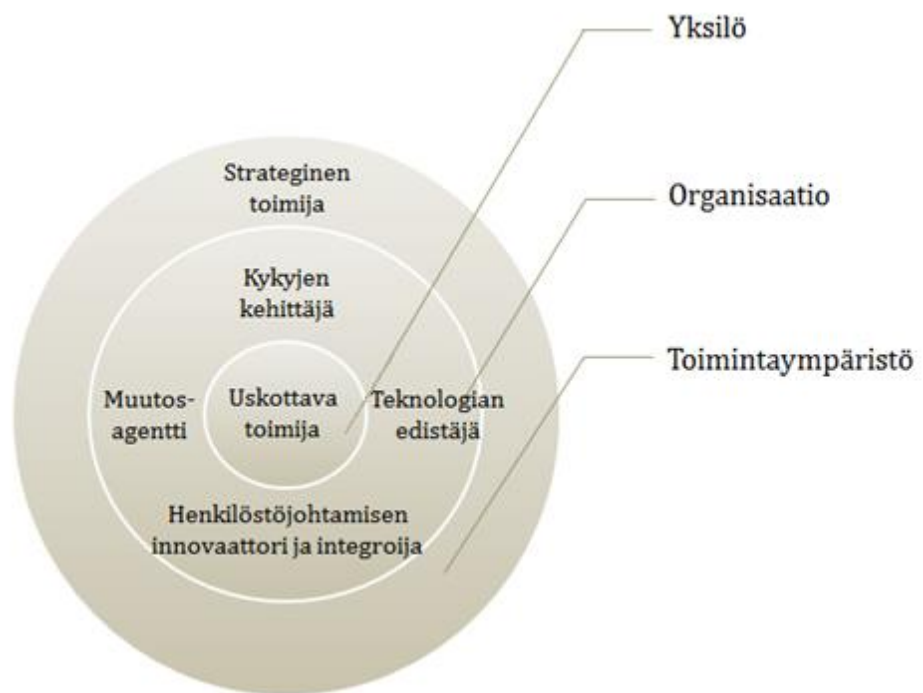 Yksilö
Strateginen
toimija
Organisaatio
Kykyjen
kehittäjä
Toimintaympäristö
Muutos-
agentti
Uskottava
toimija
Teknologian
edistäjä
Henkilöstöjohtamisen
innovaattori ja integroija